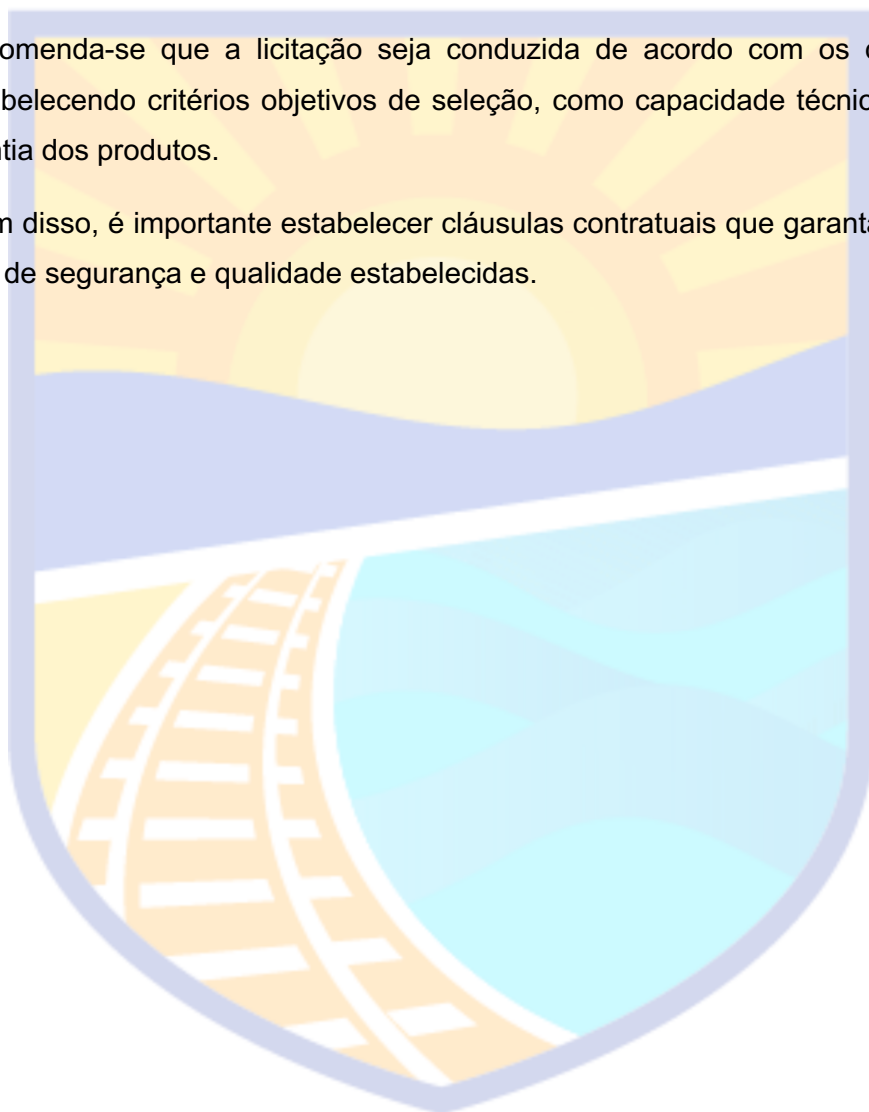 omenda-se que a licitação seja conduzida de acordo com os
belecendo critérios objetivos de seleção, como capacidade técnic
ntia dos produtos.
m disso, é importante estabelecer cláusulas contratuais que garant
de segurança e qualidade estabelecidas.